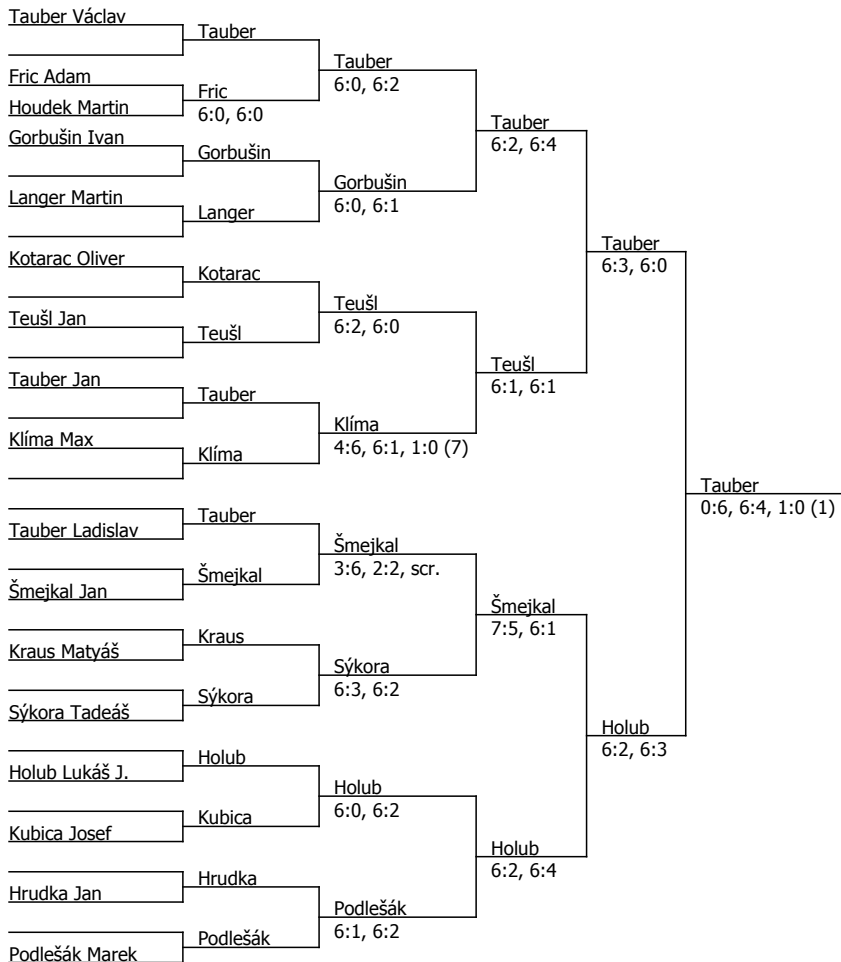 Tauber Václav
Tauber
Tauber
6:0, 6:2
Fric Adam
Fric
6:0, 6:0
Houdek Martin
Tauber
6:2, 6:4
Gorbušin Ivan
Gorbušin
Gorbušin
6:0, 6:1
Langer Martin
Langer
Tauber
6:3, 6:0
Kotarac Oliver
Kotarac
Teušl
6:2, 6:0
Teušl Jan
Teušl
Teušl
6:1, 6:1
Tauber Jan
Tauber
Klíma
4:6, 6:1, 1:0 (7)
Klíma Max
Klíma
Tauber
0:6, 6:4, 1:0 (1)
Tauber
Tauber Ladislav
Šmejkal
3:6, 2:2, scr.
Šmejkal
Šmejkal Jan
Šmejkal
7:5, 6:1
Kraus
Kraus Matyáš
Sýkora
6:3, 6:2
Sýkora
Sýkora Tadeáš
Holub
6:2, 6:3
Holub
Holub Lukáš J.
Holub
6:0, 6:2
Kubica
Kubica Josef
Holub
6:2, 6:4
Hrudka
Hrudka Jan
Podlešák
6:1, 6:2
Podlešák
Podlešák Marek